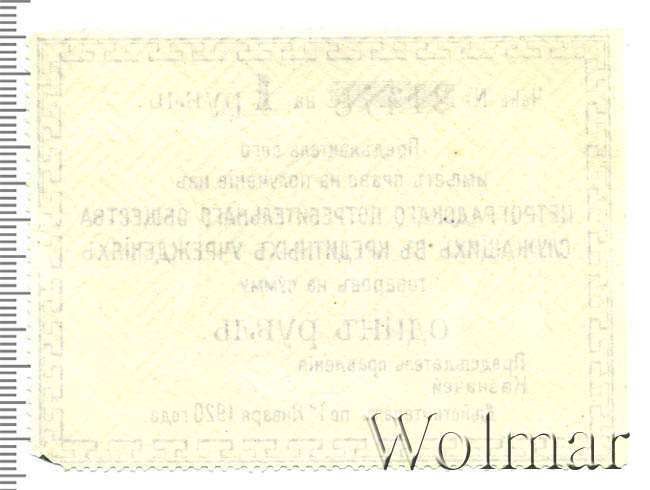 Чекъ № на 1 рубль.
Предъявитель сего
имѣетъ право на полученіе изъ
ПЕТРОГРАДСКАГО ПОТРЕБИТЕЛЬНАГО ОБЩЕСТВА
СЛУЖАЩИХЪ ВЪ КРЕДИТНЫХЪ УЧРЕЖДЕНІЯХЪ
товаровъ на сумму
ОДИНЪ РУБЛЬ.
Предсѣдатель правленія
Казначей
Дѣйствителенъ по 1ᵉ Января 1920 года.
Wolmar